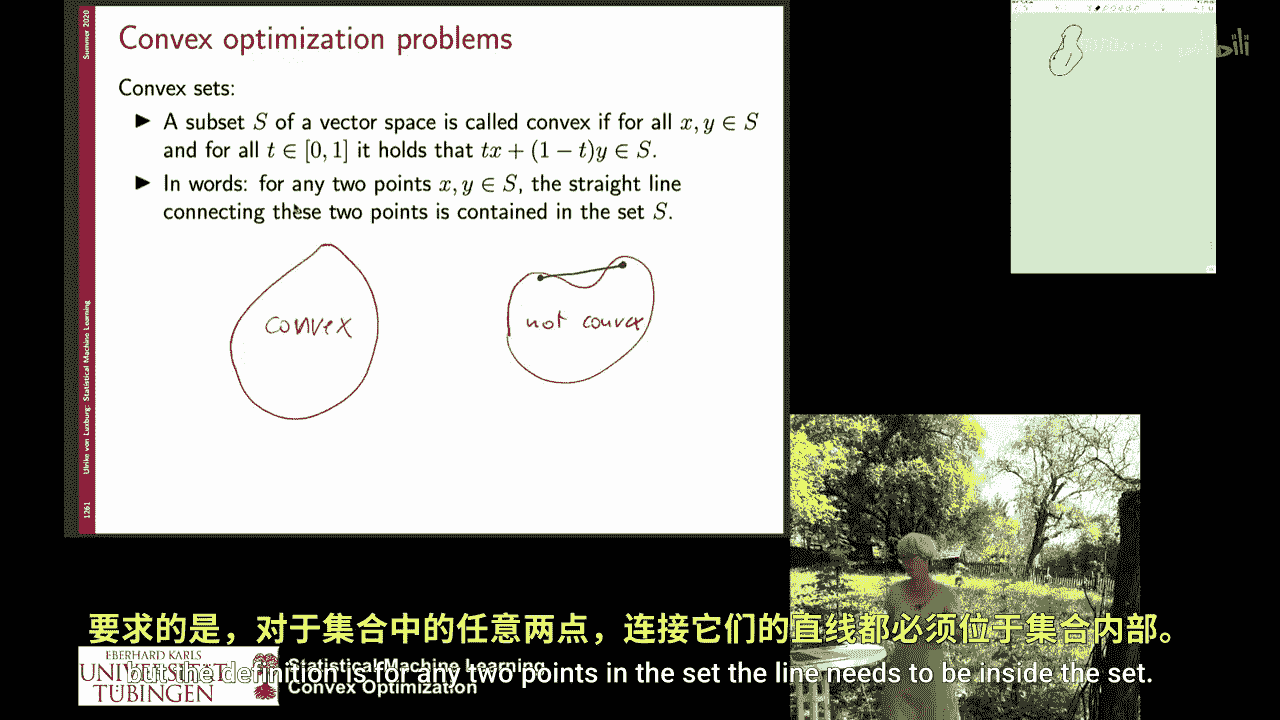 Summer 2020
Convex optimization problems
Convex sets:
▶ A subset S of a vector space is called convex if for all x, y ∈ S
and for all t ∈ [0, 1] it holds that tx + (1 − t)y ∈ S.
▶ In words: for any two points x, y ∈ S, the straight line
connecting these two points is contained in the set S.
convex
not convex
Ulrike von Luxburg: Statistical Machine Learning
1261
要求的是，对于集合中的任意两点，连接它们的直线都必须位于集合内部。
but the definition is for any two points in the set the line needs to be inside the set.
EBERHARD KARLS
UNIVERSITÄT
TÜBINGEN
Statistical Machine Learning
Convex Optimization